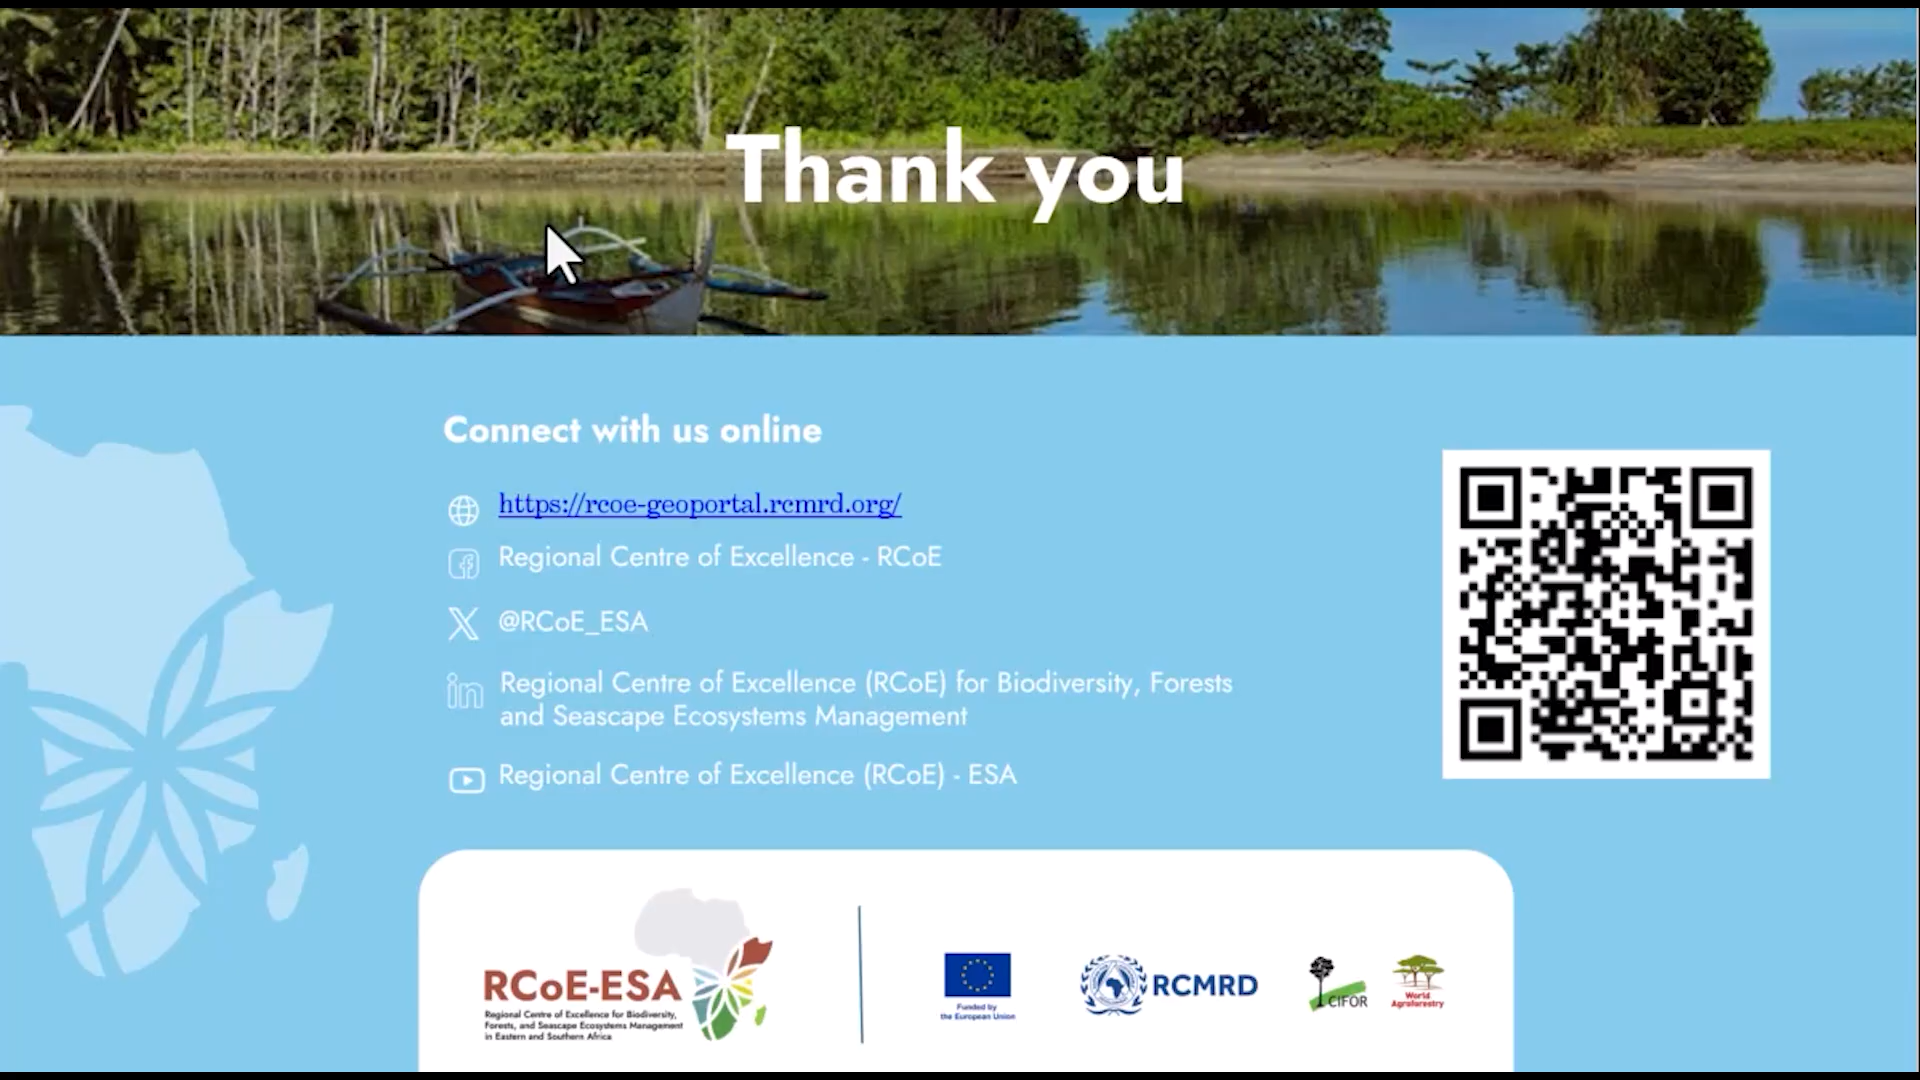 Thank you
Connect with us online
https://rcoe-geoportal.rcmrd.org/
Regional Centre of Excellence - RCoE
@RCoE_ESA
Regional Centre of Excellence (RCoE) for Biodiversity, Forests
and Seascape Ecosystems Management
Regional Centre of Excellence (RCoE) - ESA
RCoE-ESA
Regional Centre of Excellence for Biodiversity,
Forests, and Seascape Ecosystems Management
in Eastern and Southern Africa
Funded by
the European Union
RCMRD
CIFOR
World
Agroforestry